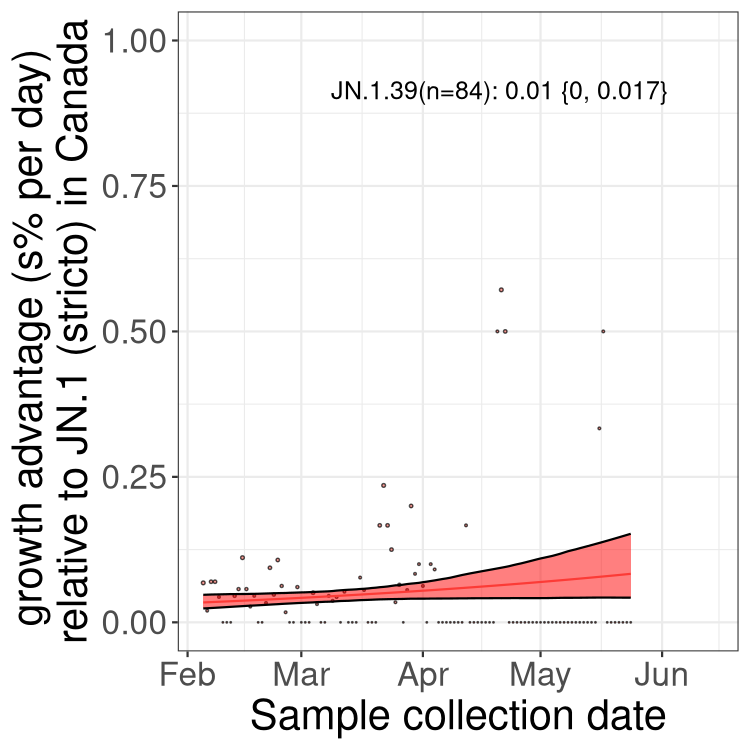 growth advantage (s% per day)
relative to JN.1 (stricto) in Canada
1.00
0.75
0.50
0.25
0.00
JN.1.39(n=84): 0.01 {0, 0.017}
Feb Mar Apr May Jun
Sample collection date